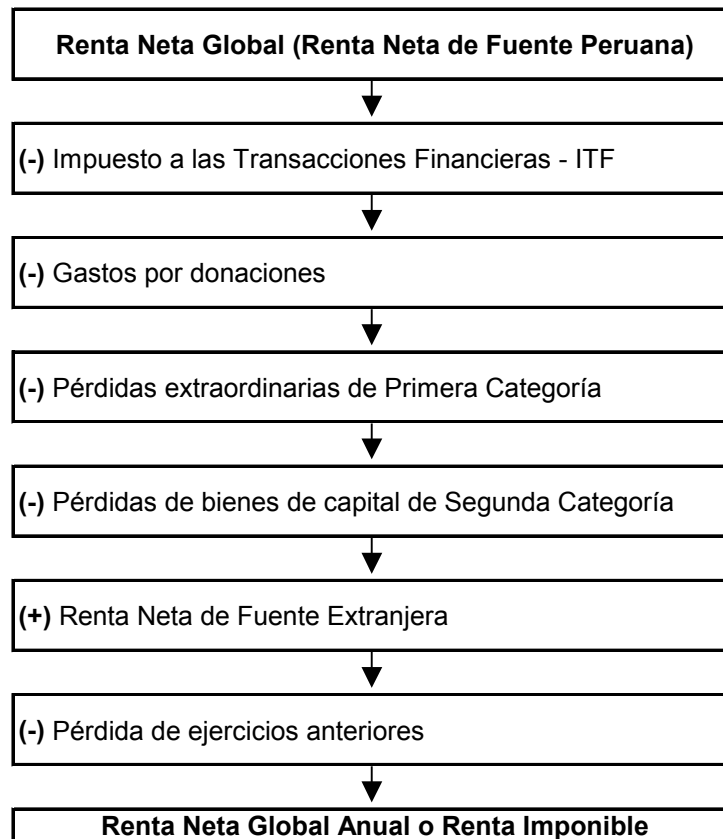 Renta Neta Global (Renta Neta de Fuente Peruana)
(-) Impuesto a las Transacciones Financieras - ITF
(-) Gastos por donaciones
(-) Pérdidas extraordinarias de Primera Categoría
(-) Pérdidas de bienes de capital de Segunda Categoría
(+) Renta Neta de Fuente Extranjera
(-) Pérdida de ejercicios anteriores
Renta Neta Global Anual o Renta Imponible